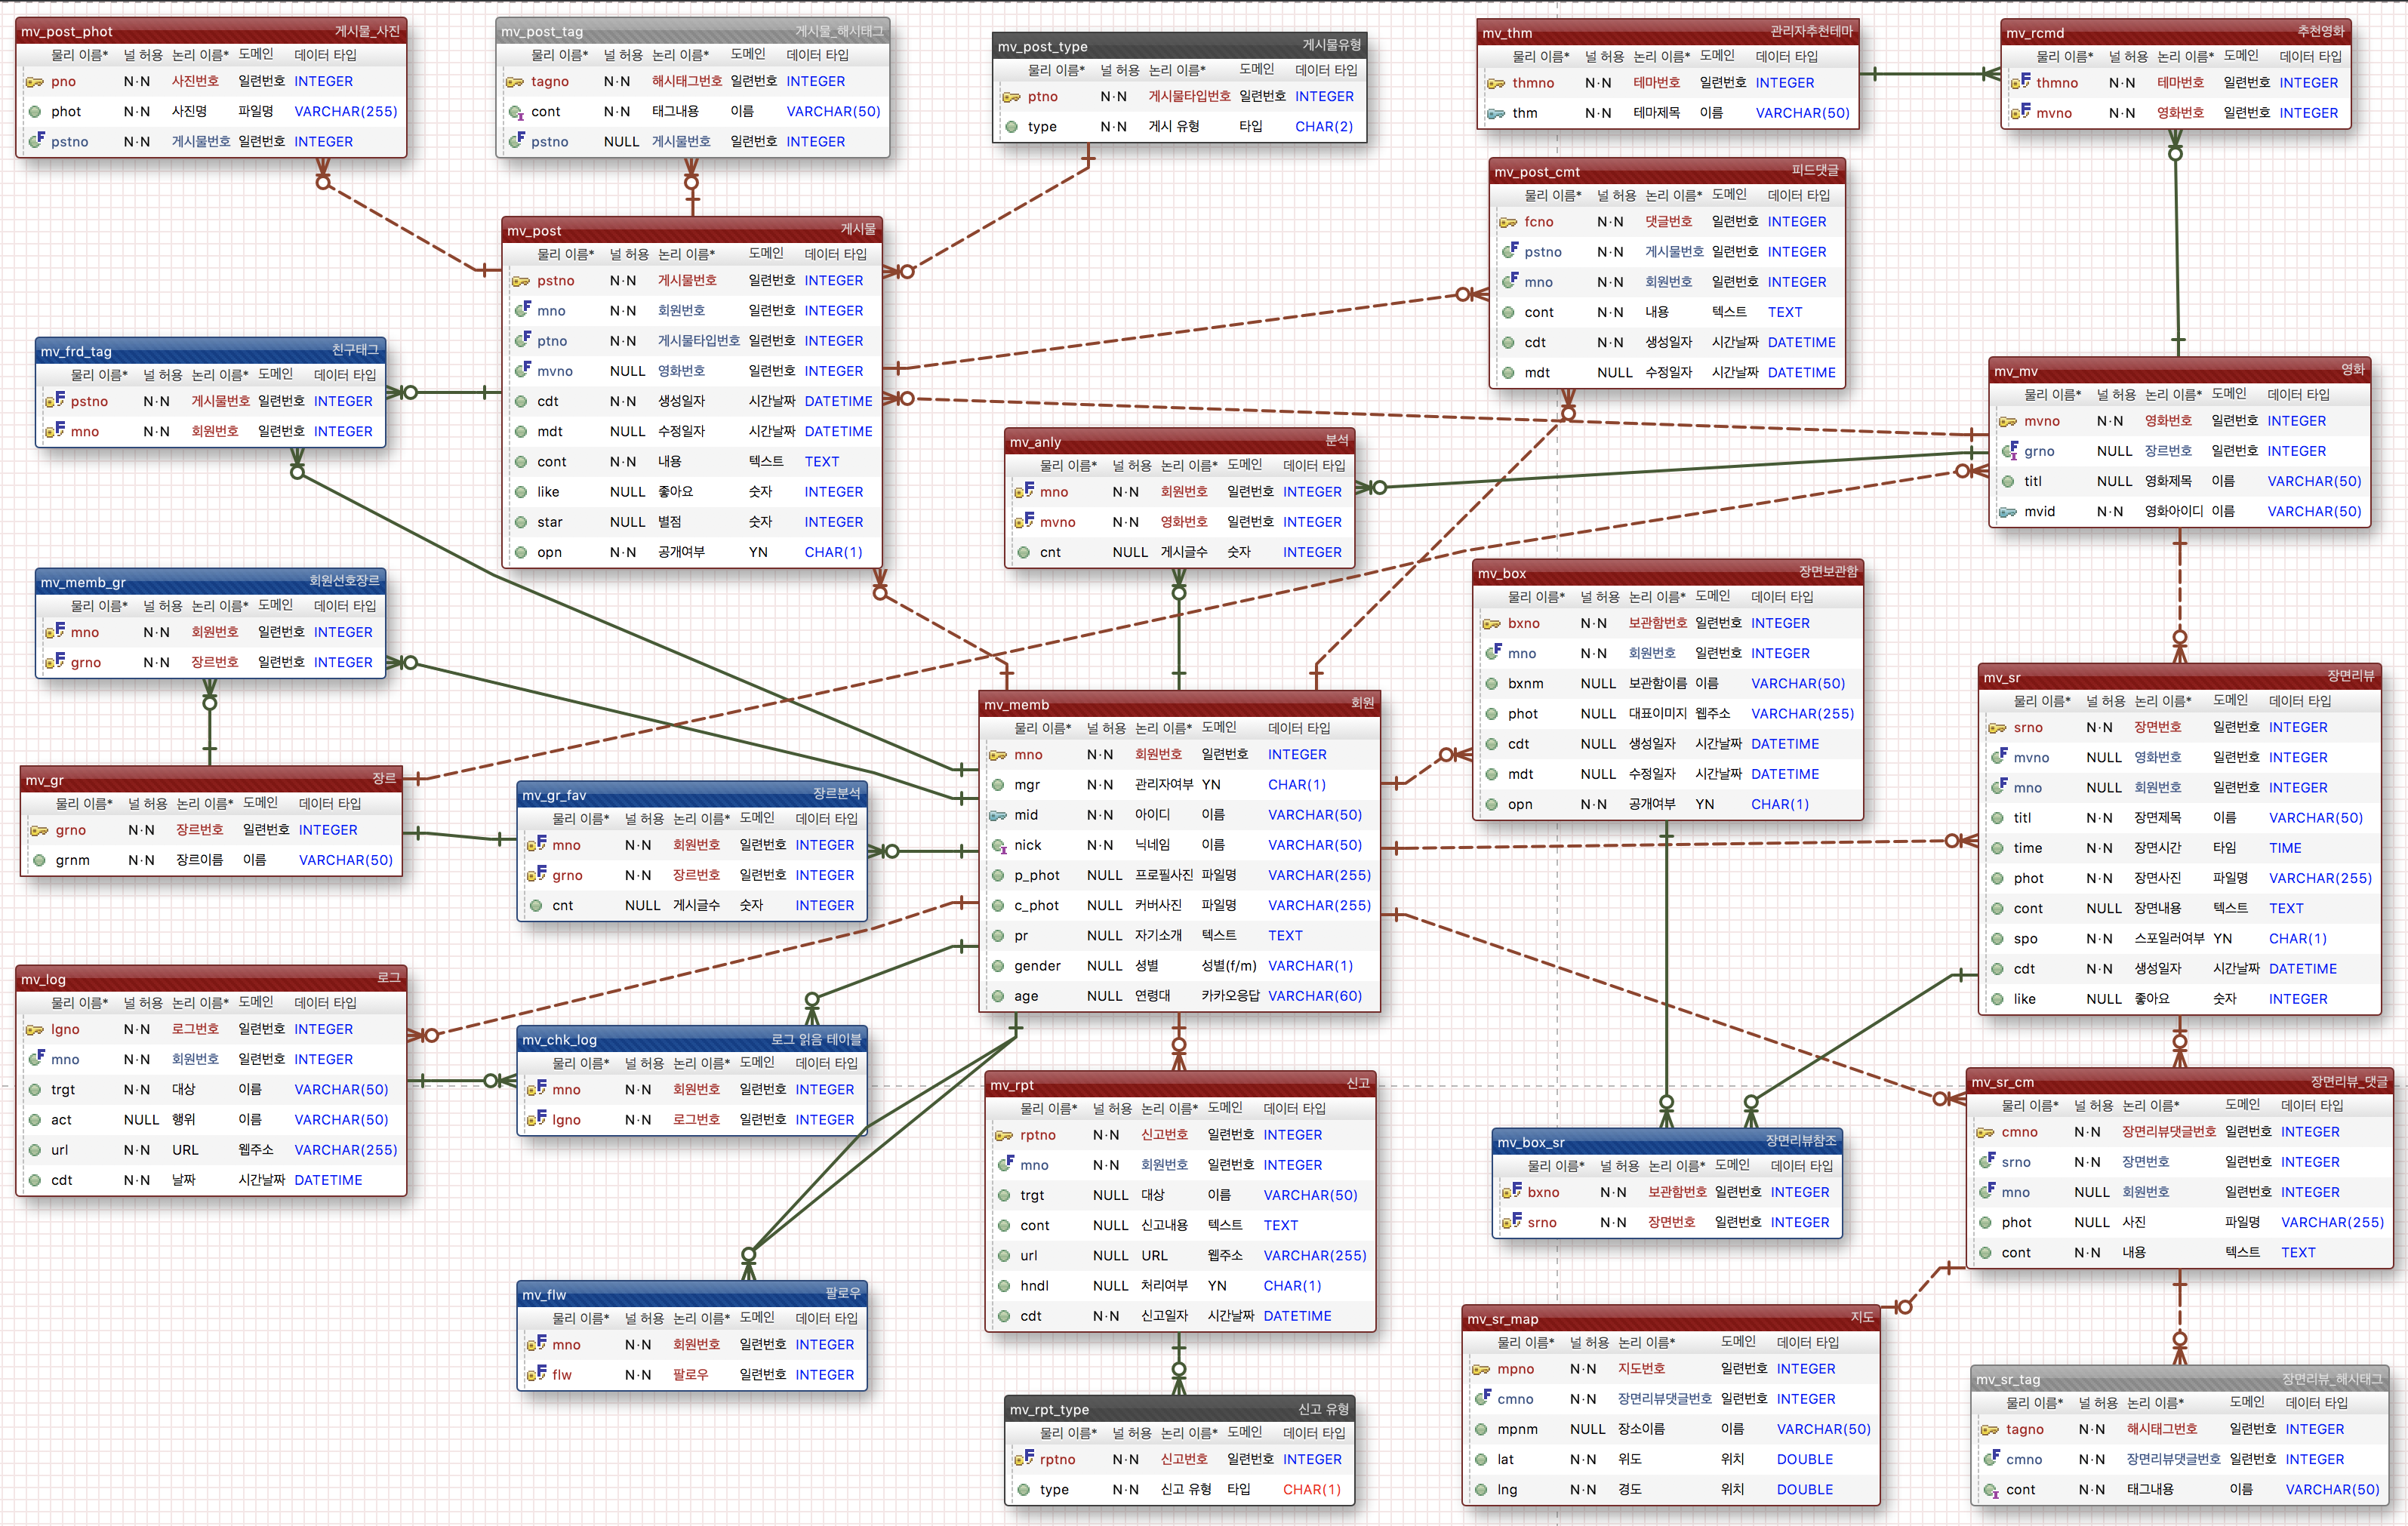 mv_post_phot 게시물_사진
물리 이름* 널 허용 논리 이름* 도메인 데이터 타입
pno N·N 사진번호 일련번호 INTEGER
phot N·N 사진명 파일명 VARCHAR(255)
pstno N·N 게시물번호 일련번호 INTEGER
mv_post_tag 게시물_해시태그
물리 이름* 널 허용 논리 이름* 도메인 데이터 타입
tagno N·N 해시태그번호 일련번호 INTEGER
cont N·N 태그내용 이름 VARCHAR(50)
pstno NULL 게시물번호 일련번호 INTEGER
mv_post_type 게시물유형
물리 이름* 널 허용 논리 이름* 도메인 데이터 타입
ptno N·N 게시물타입번호 일련번호 INTEGER
type N·N 게시 유형 타입 CHAR(2)
mv_thm 관리자추천테마
물리 이름* 널 허용 논리 이름* 도메인 데이터 타입
thmno N·N 테마번호 일련번호 INTEGER
thm N·N 테마제목 이름 VARCHAR(50)
mv_rcmd 추천영화
물리 이름* 널 허용 논리 이름* 도메인 데이터 타입
thmno N·N 테마번호 일련번호 INTEGER
mvno N·N 영화번호 일련번호 INTEGER
mv_post 게시물
물리 이름* 널 허용 논리 이름* 도메인 데이터 타입
pstno N·N 게시물번호 일련번호 INTEGER
mno N·N 회원번호 일련번호 INTEGER
ptno N·N 게시물타입번호 일련번호 INTEGER
mvno NULL 영화번호 일련번호 INTEGER
cdt N·N 생성일자 시간날짜 DATETIME
mdt NULL 수정일자 시간날짜 DATETIME
cont N·N 내용 텍스트 TEXT
like NULL 좋아요 숫자 INTEGER
star NULL 별점 숫자 INTEGER
opn N·N 공개여부 YN CHAR(1)
mv_post_cmt 피드댓글
물리 이름* 널 허용 논리 이름* 도메인 데이터 타입
fcno N·N 댓글번호 일련번호 INTEGER
pstno N·N 게시물번호 일련번호 INTEGER
mno N·N 회원번호 일련번호 INTEGER
cont N·N 내용 텍스트 TEXT
cdt N·N 생성일자 시간날짜 DATETIME
mdt NULL 수정일자 시간날짜 DATETIME
mv_frd_tag 친구태그
물리 이름* 널 허용 논리 이름* 도메인 데이터 타입
pstno N·N 게시물번호 일련번호 INTEGER
mno N·N 회원번호 일련번호 INTEGER
mv_mv 영화
물리 이름* 널 허용 논리 이름* 도메인 데이터 타입
mvno N·N 영화번호 일련번호 INTEGER
grno NULL 장르번호 일련번호 INTEGER
titl NULL 영화제목 이름 VARCHAR(50)
mvid N·N 영화아이디 이름 VARCHAR(50)
mv_anly 분석
물리 이름* 널 허용 논리 이름* 도메인 데이터 타입
mno N·N 회원번호 일련번호 INTEGER
mvno N·N 영화번호 일련번호 INTEGER
cnt NULL 게시글수 숫자 INTEGER
mv_memb_gr 회원선호장르
물리 이름* 널 허용 논리 이름* 도메인 데이터 타입
mno N·N 회원번호 일련번호 INTEGER
grno N·N 장르번호 일련번호 INTEGER
mv_box 장면보관함
물리 이름* 널 허용 논리 이름* 도메인 데이터 타입
bxno N·N 보관함번호 일련번호 INTEGER
mno N·N 회원번호 일련번호 INTEGER
bxnm NULL 보관함이름 이름 VARCHAR(50)
phot NULL 대표이미지 웹주소 VARCHAR(255)
cdt NULL 생성일자 시간날짜 DATETIME
mdt NULL 수정일자 시간날짜 DATETIME
opn N·N 공개여부 YN CHAR(1)
mv_sr 장면리뷰
물리 이름* 널 허용 논리 이름* 도메인 데이터 타입
srno N·N 장면번호 일련번호 INTEGER
mvno NULL 영화번호 일련번호 INTEGER
mno NULL 회원번호 일련번호 INTEGER
titl NULL 장면제목 이름 VARCHAR(50)
time N·N 장면시간 타임 TIME
phot N·N 장면사진 파일명 VARCHAR(255)
cont NULL 장면내용 텍스트 TEXT
spo N·N 스포일러여부 YN CHAR(1)
cdt N·N 생성일자 시간날짜 DATETIME
like NULL 좋아요 숫자 INTEGER
mv_memb 회원
물리 이름* 널 허용 논리 이름* 도메인 데이터 타입
mno N·N 회원번호 일련번호 INTEGER
mgr N·N 관리자여부 YN CHAR(1)
mid N·N 아이디 이름 VARCHAR(50)
nick N·N 닉네임 이름 VARCHAR(50)
p_phot NULL 프로필사진 파일명 VARCHAR(255)
c_phot NULL 커버사진 파일명 VARCHAR(255)
pr NULL 자기소개 텍스트 TEXT
gender NULL 셩별 성별(f/m) VARCHAR(1)
age NULL 연령대 카카오응답 VARCHAR(60)
mv_gr 장르
물리 이름* 널 허용 논리 이름* 도메인 데이터 타입
grno N·N 장르번호 일련번호 INTEGER
grnm N·N 장르이름 이름 VARCHAR(50)
mv_gr_fav 장르분석
물리 이름* 널 허용 논리 이름* 도메인 데이터 타입
mno N·N 회원번호 일련번호 INTEGER
grno N·N 장르번호 일련번호 INTEGER
cnt NULL 게시글수 숫자 INTEGER
mv_log 로그
물리 이름* 널 허용 논리 이름* 도메인 데이터 타입
lgno N·N 로그번호 일련번호 INTEGER
mno N·N 회원번호 일련번호 INTEGER
trgt N·N 대상 이름 VARCHAR(50)
act NULL 행위 이름 VARCHAR(50)
url N·N URL 웹주소 VARCHAR(255)
cdt N·N 날짜 시간날짜 DATETIME
mv_chk_log 로그 읽음 테이블
물리 이름* 널 허용 논리 이름* 도메인 데이터 타입
mno N·N 회원번호 일련번호 INTEGER
lgno N·N 로그번호 일련번호 INTEGER
mv_rpt 신고
물리 이름* 널 허용 논리 이름* 도메인 데이터 타입
rptno N·N 신고번호 일련번호 INTEGER
mno N·N 회원번호 일련번호 INTEGER
trgt NULL 대상 이름 VARCHAR(50)
cont NULL 신고내용 텍스트 TEXT
url NULL URL 웹주소 VARCHAR(255)
hndl NULL 처리여부 YN CHAR(1)
cdt N·N 신고일자 시간날짜 DATETIME
mv_sr_cm 장면리뷰_댓글
물리 이름* 널 허용 논리 이름* 도메인 데이터 타입
cmno N·N 장면리뷰댓글번호 일련번호 INTEGER
srno N·N 장면번호 일련번호 INTEGER
mno NULL 회원번호 일련번호 INTEGER
phot NULL 사진 파일명 VARCHAR(255)
cont N·N 내용 텍스트 TEXT
mv_box_sr 장면리뷰참조
물리 이름* 널 허용 논리 이름* 도메인 데이터 타입
bxno N·N 보관함번호 일련번호 INTEGER
srno N·N 장면번호 일련번호 INTEGER
mv_flw 팔로우
물리 이름* 널 허용 논리 이름* 도메인 데이터 타입
mno N·N 회원번호 일련번호 INTEGER
flw N·N 팔로우 일련번호 INTEGER
mv_sr_map 지도
물리 이름* 널 허용 논리 이름* 도메인 데이터 타입
mpno N·N 지도번호 일련번호 INTEGER
cmno N·N 장면리뷰댓글번호 일련번호 INTEGER
mpnm NULL 장소이름 이름 VARCHAR(50)
lat N·N 위도 위치 DOUBLE
lng N·N 경도 위치 DOUBLE
mv_rpt_type 신고 유형
물리 이름* 널 허용 논리 이름* 도메인 데이터 타입
rptno N·N 신고번호 일련번호 INTEGER
type N·N 신고 유형 타입 CHAR(1)
mv_sr_tag 장면리뷰_해시태그
물리 이름* 널 허용 논리 이름* 도메인 데이터 타입
tagno N·N 해시태그번호 일련번호 INTEGER
cmno N·N 장면리뷰댓글번호 일련번호 INTEGER
cont N·N 태그내용 이름 VARCHAR(50)